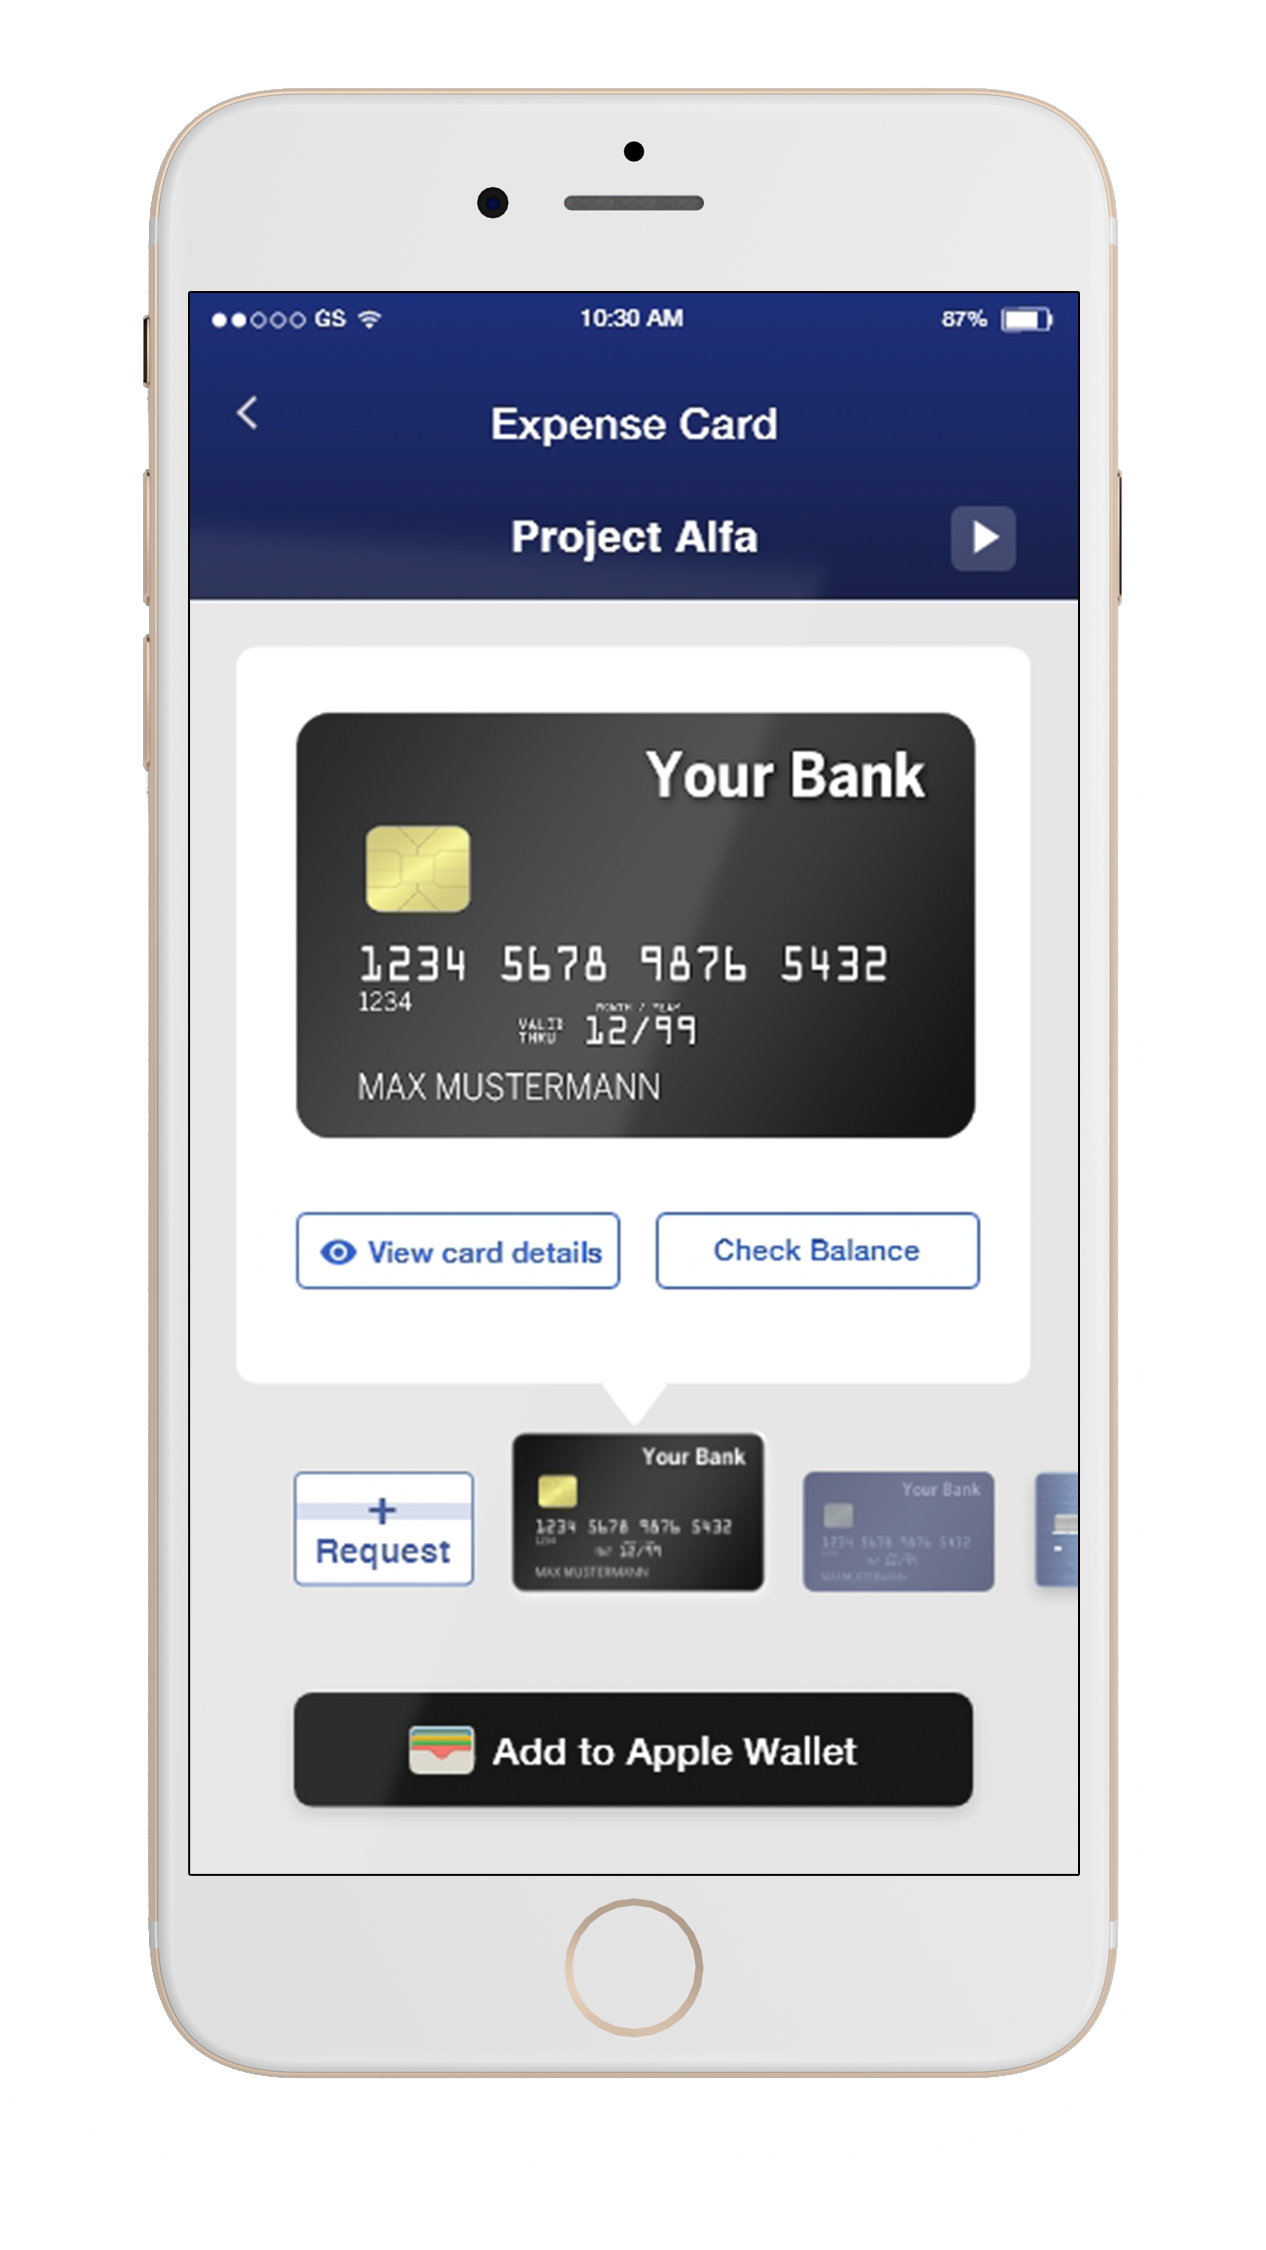 GS 10:30 AM 87%
Expense Card
Project Alfa
Your Bank
1234 5678 9876 5432
1234
MONTH / YEAR
VALID THRU 12/99
MAX MUSTERMANN
View card details
Check Balance
+
Request
Your Bank
1234 5678 9876 5432
1234
12/99
MAX MUSTERMANN
Your Bank
1234 5678 9876 5432
12/99
MAX MUSTERMANN
Add to Apple Wallet